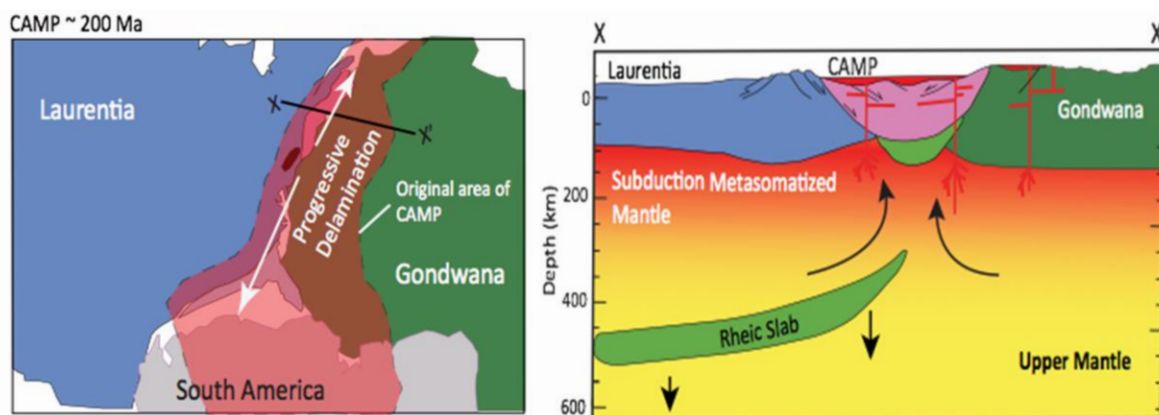 CAMP ~ 200 Ma
Laurentia
X
X'
Progressive
Delamination
Original area of
CAMP
Gondwana
South America
X
X
Laurentia
CAMP
Gondwana
0
200
400
600
Depth (km)
Subduction Metasomatized
Mantle
Rheic Slab
Upper Mantle